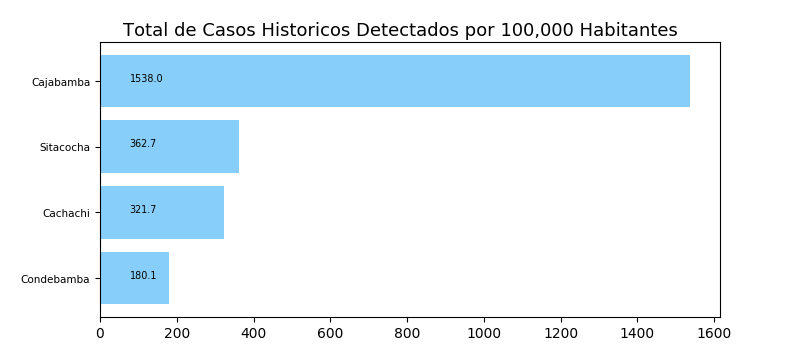 Total de Casos Historicos Detectados por 100,000 Habitantes
Cajabamba 1538.0
Sitacocha 362.7
Cachachi 321.7
Condebamba 180.1
0 200 400 600 800 1000 1200 1400 1600